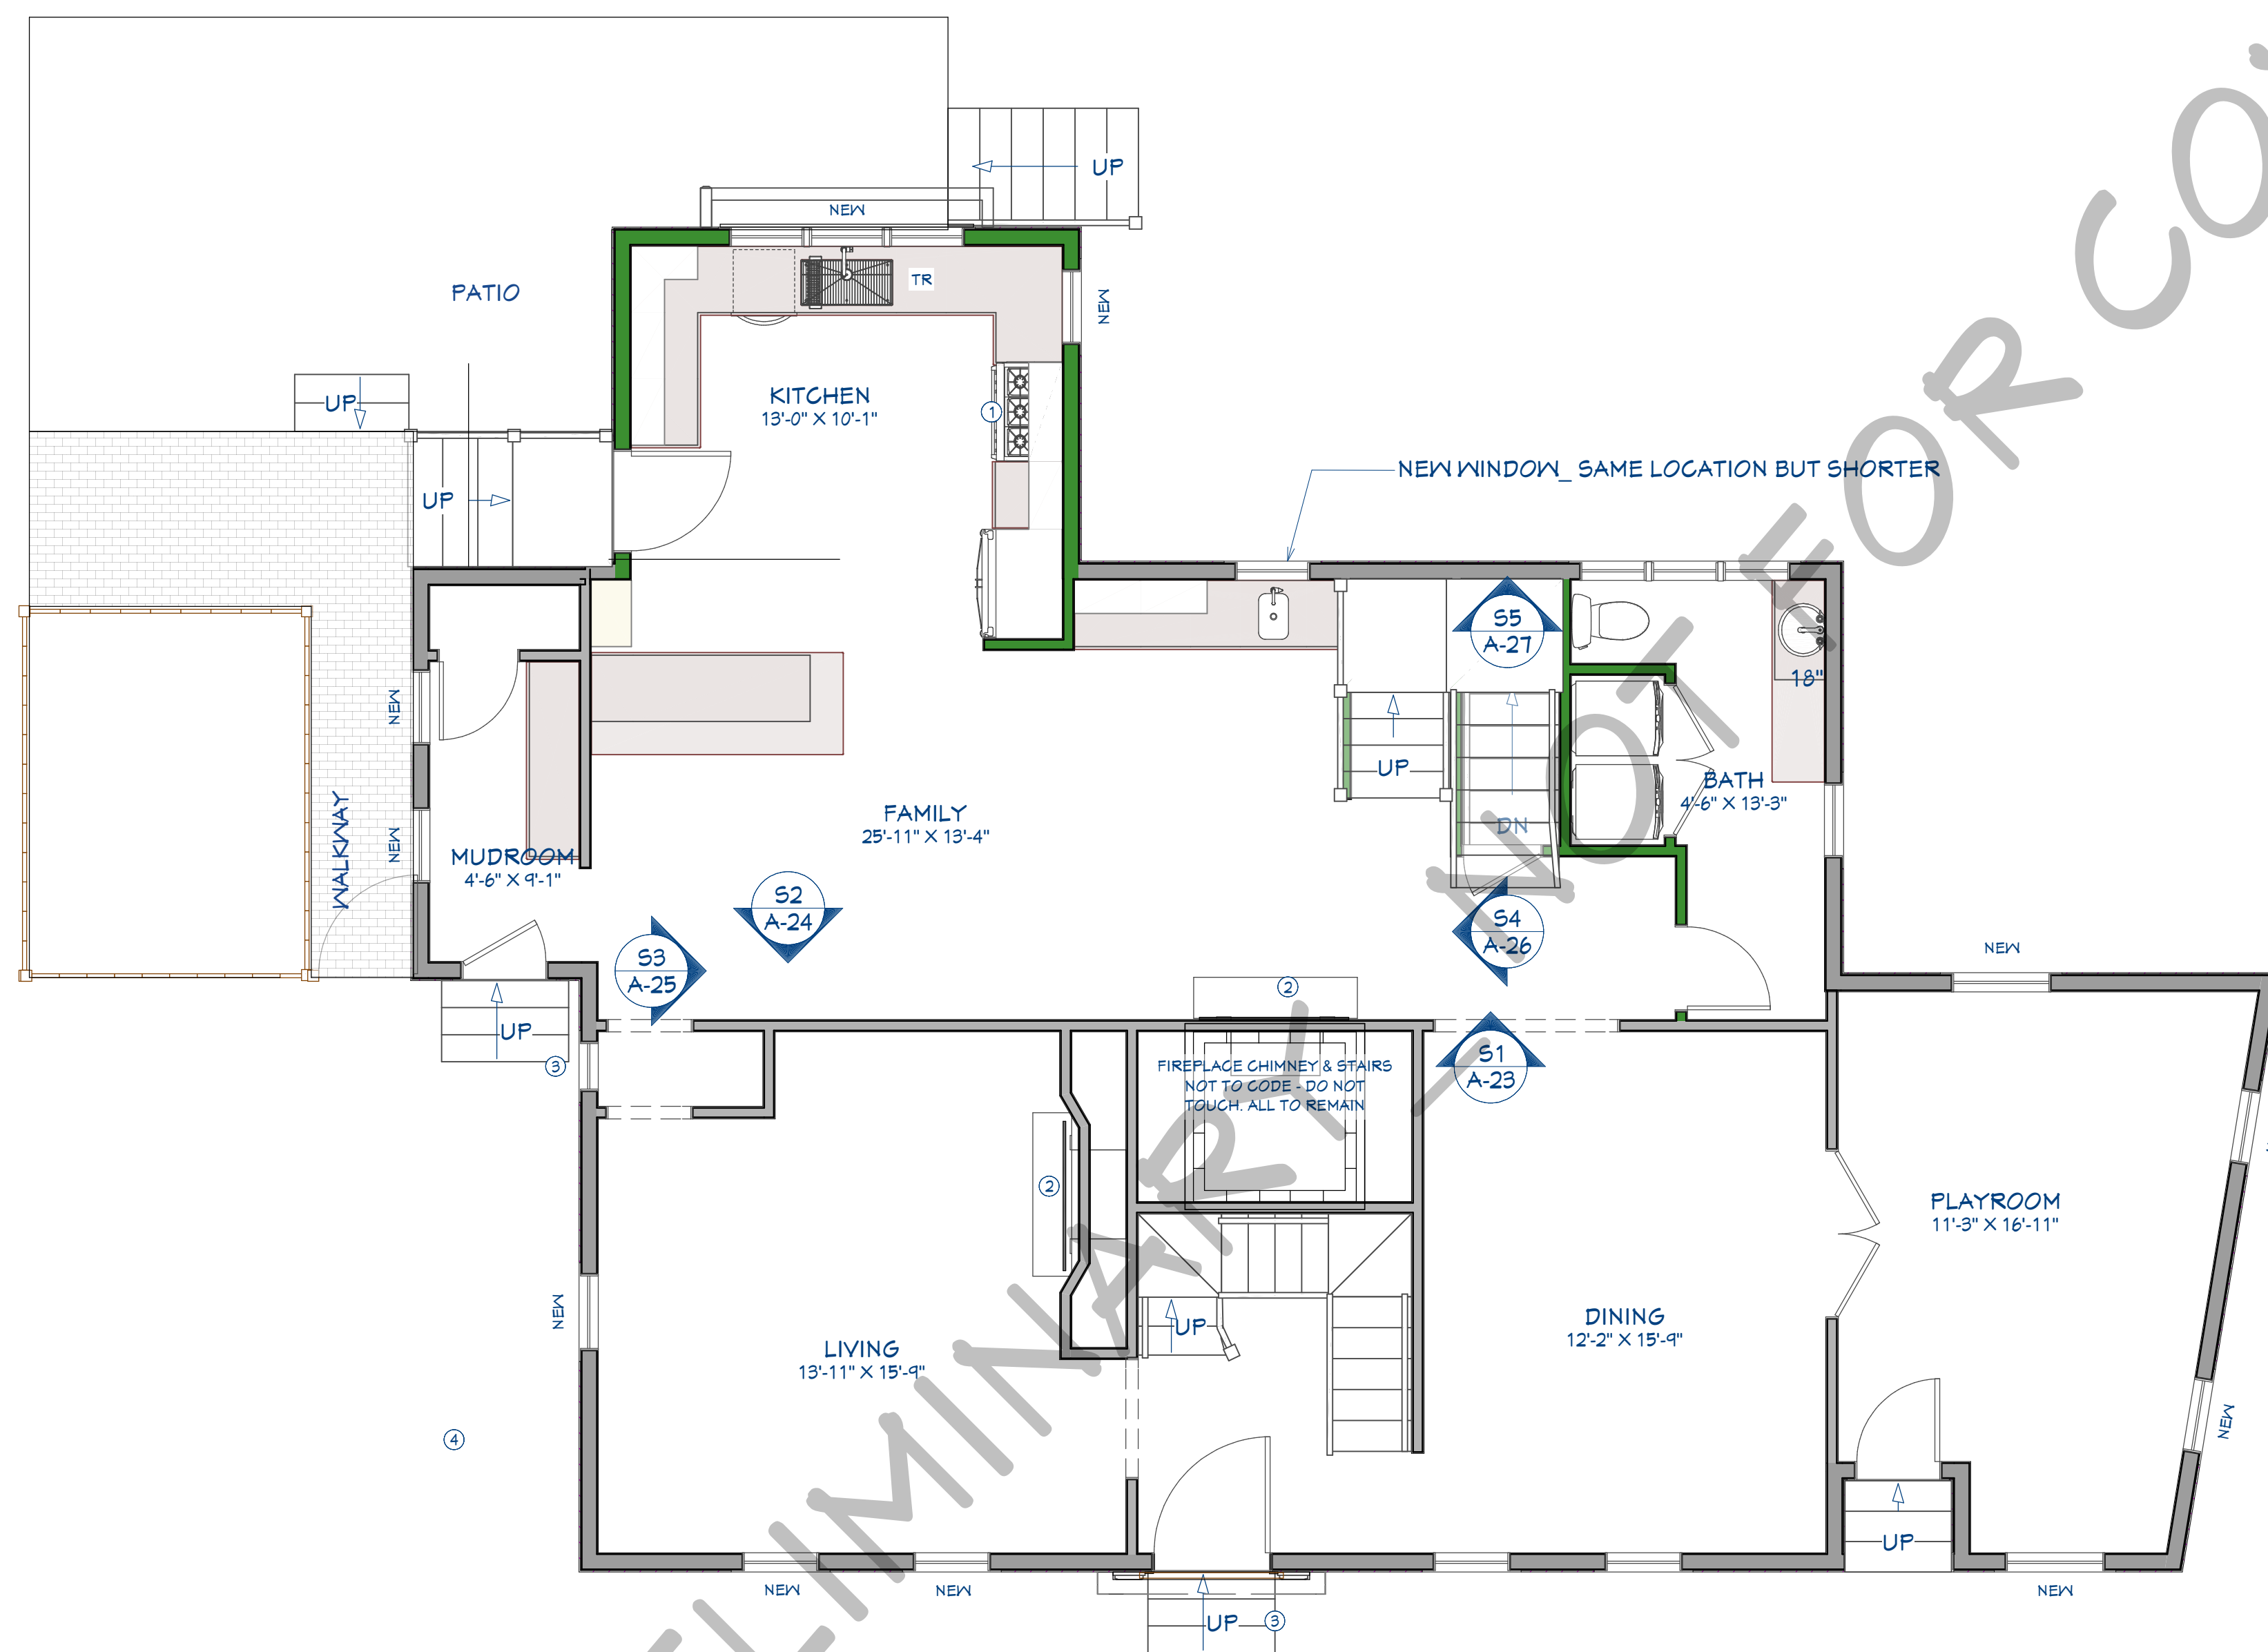 UP
NEW
PATIO
TR
NEW
KITCHEN
13'-0" X 10'-1"
1
UP
UP
NEW WINDOW_ SAME LOCATION BUT SHORTER
S5
A-27
18"
NEW
UP
BATH
4'-6" X 13'-3"
FAMILY
25'-11" X 13'-4"
DN
WALKWAY
NEW
MUDROOM
4'-6" X 9'-1"
S2
A-24
S4
A-26
S3
A-25
NEW
2
UP
3
S1
A-23
FIREPLACE CHIMNEY & STAIRS
NOT TO CODE - DO NOT
TOUCH. ALL TO REMAIN
2
PLAYROOM
11'-3" X 16'-11"
NEW
UP
DINING
12'-2" X 15'-9"
LIVING
13'-11" X 15'-9"
NEW
4
UP
NEW
NEW
NEW
UP
3
LIMINARY _ NOT FOR CO